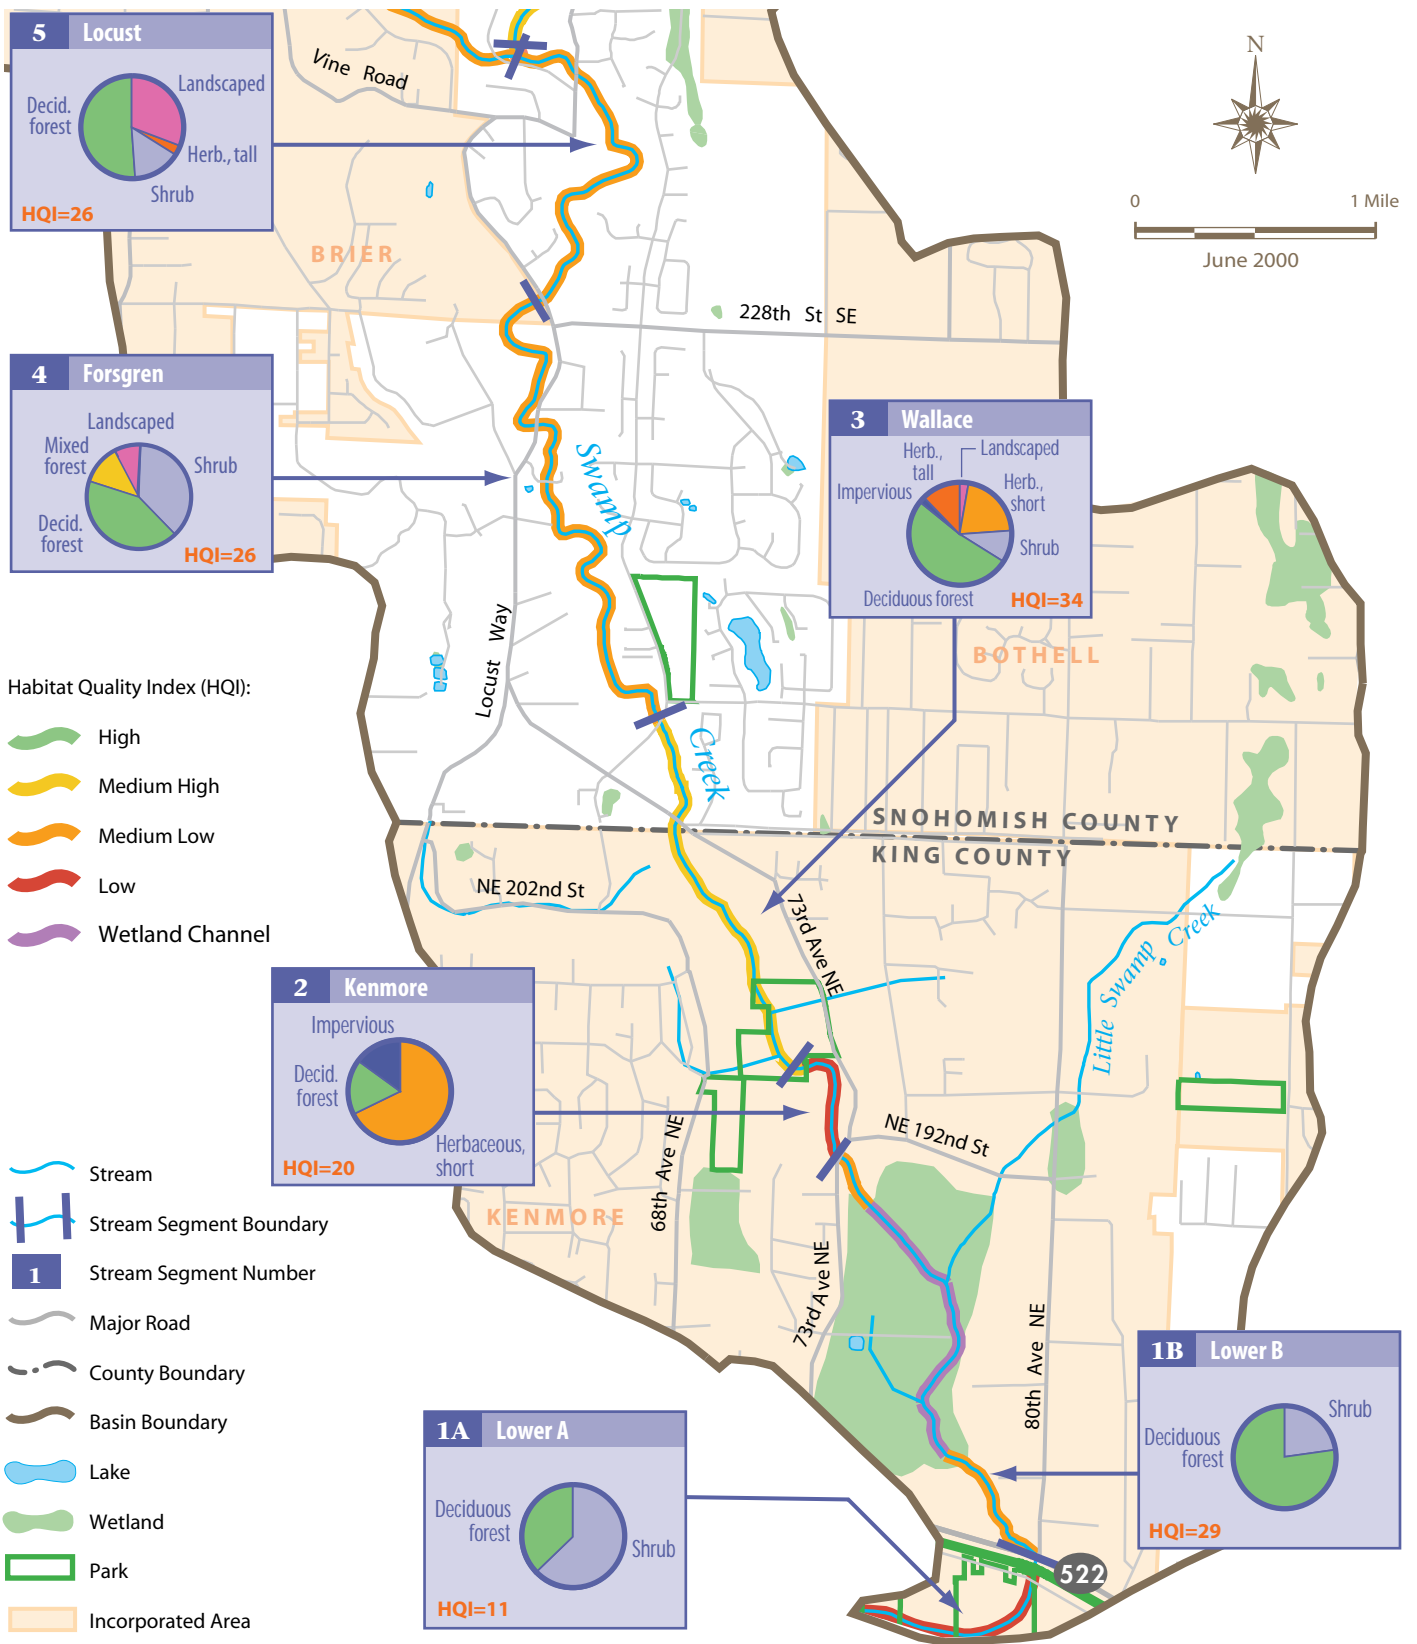 5 Locust
Landscaped
Decid.
forest
Herb., tall
Shrub
HQI=26
Vine Road
BRIER
N
0 1 Mile
June 2000
228th St SE
4 Forsgren
Landscaped
Mixed
forest
Shrub
Decid.
forest
HQI=26
Swamp
Creek
3 Wallace
Herb.,
tall
Landscaped
Impervious
Herb.,
short
Shrub
Deciduous forest
HQI=34
Locust Way
BOTHELL
SNOHOMISH COUNTY
KING COUNTY
NE 202nd St
73rd Ave NE
Little Swamp Creek
2 Kenmore
Impervious
Decid.
forest
Herbaceous,
short
HQI=20
68th Ave NE
NE 192nd St
KENMORE
73rd Ave NE
80th Ave NE
1B Lower B
Shrub
Deciduous
forest
HQI=29
1A Lower A
Deciduous
forest
Shrub
HQI=11
522
Habitat Quality Index (HQI):
High
Medium High
Medium Low
Low
Wetland Channel
Stream
Stream Segment Boundary
1 Stream Segment Number
Major Road
County Boundary
Basin Boundary
Lake
Wetland
Park
Incorporated Area